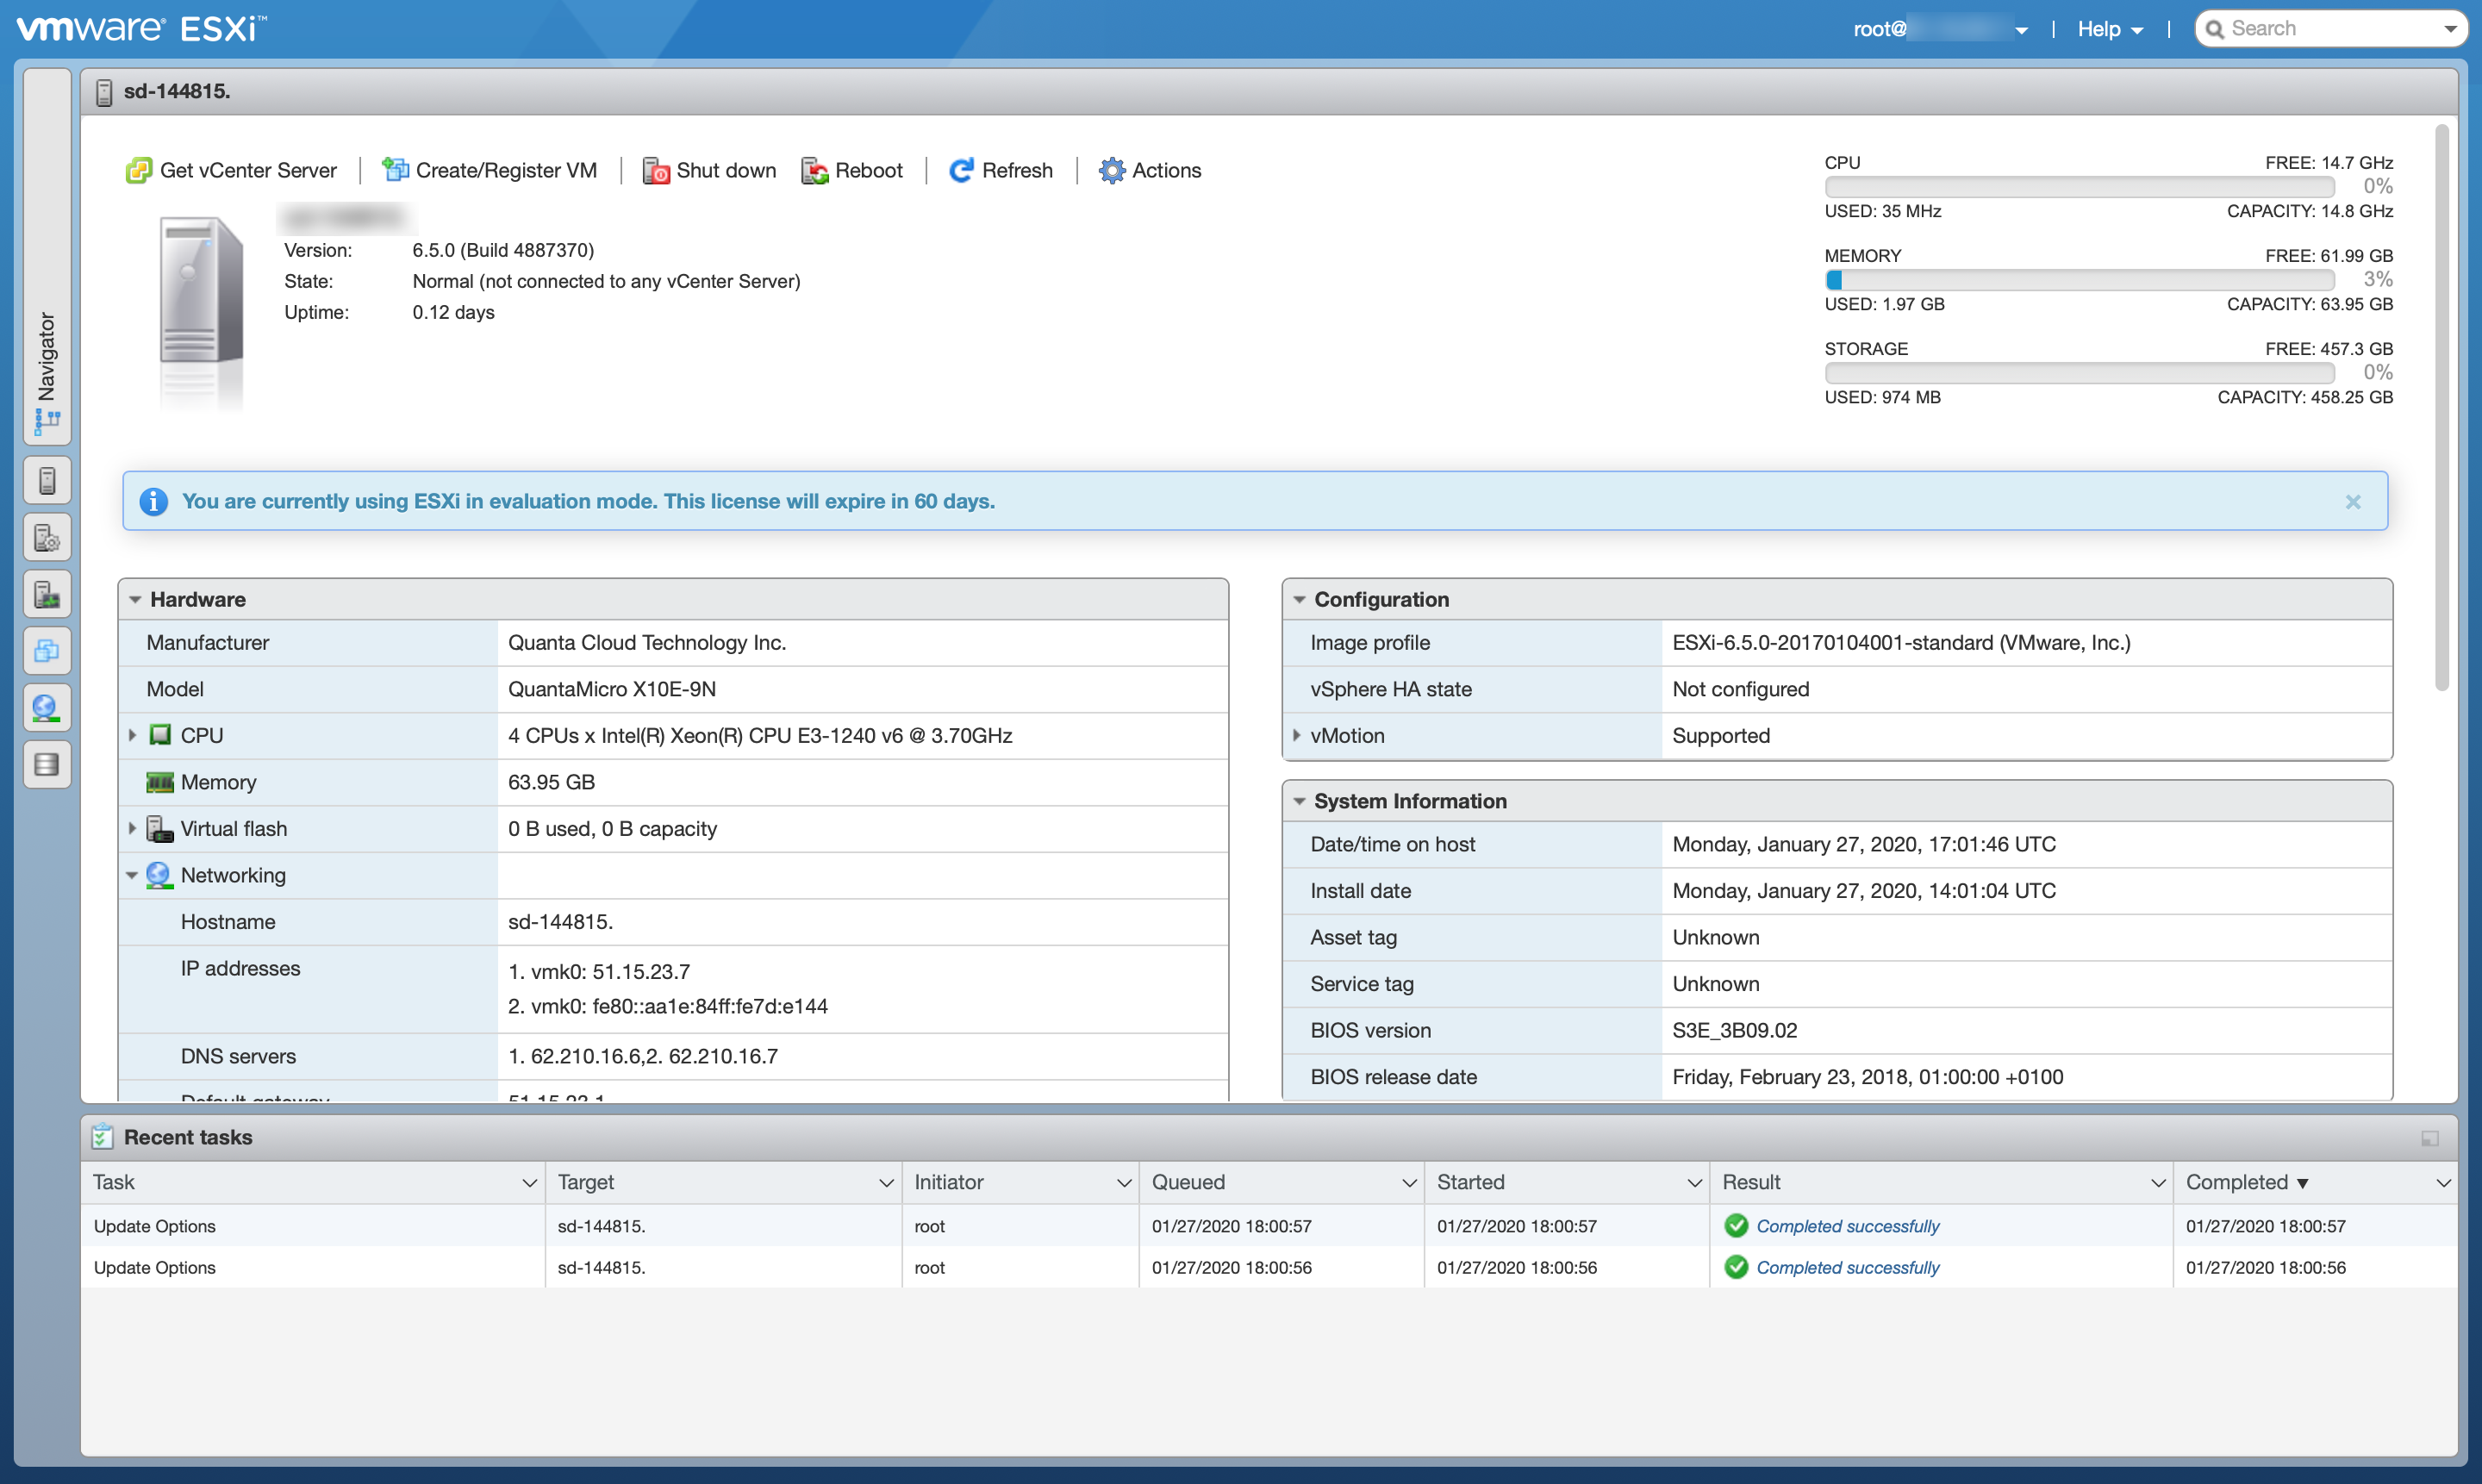 vmware® ESXi™
root@
|
Help
|
Search
Navigator
sd-144815.
Get vCenter Server | Create/Register VM | Shut down Reboot | Refresh | Actions
Version: 6.5.0 (Build 4887370)
State: Normal (not connected to any vCenter Server)
Uptime: 0.12 days
CPU FREE: 14.7 GHz
0%
USED: 35 MHz CAPACITY: 14.8 GHz
MEMORY FREE: 61.99 GB
3%
USED: 1.97 GB CAPACITY: 63.95 GB
STORAGE FREE: 457.3 GB
0%
USED: 974 MB CAPACITY: 458.25 GB
You are currently using ESXi in evaluation mode. This license will expire in 60 days.
Hardware
Manufacturer Quanta Cloud Technology Inc.
Model QuantaMicro X10E-9N
CPU 4 CPUs x Intel(R) Xeon(R) CPU E3-1240 v6 @ 3.70GHz
Memory 63.95 GB
Virtual flash 0 B used, 0 B capacity
Networking
Hostname sd-144815.
IP addresses 1. vmk0: 51.15.23.7
2. vmk0: fe80::aa1e:84ff:fe7d:e144
DNS servers 1. 62.210.16.6,2. 62.210.16.7
Default gateway 51.15.23.1
Configuration
Image profile ESXi-6.5.0-20170104001-standard (VMware, Inc.)
vSphere HA state Not configured
vMotion Supported
System Information
Date/time on host Monday, January 27, 2020, 17:01:46 UTC
Install date Monday, January 27, 2020, 14:01:04 UTC
Asset tag Unknown
Service tag Unknown
BIOS version S3E_3B09.02
BIOS release date Friday, February 23, 2018, 01:00:00 +0100
Recent tasks
Task Target Initiator Queued Started Result Completed ▼
Update Options sd-144815. root 01/27/2020 18:00:57 01/27/2020 18:00:57 Completed successfully 01/27/2020 18:00:57
Update Options sd-144815. root 01/27/2020 18:00:56 01/27/2020 18:00:56 Completed successfully 01/27/2020 18:00:56